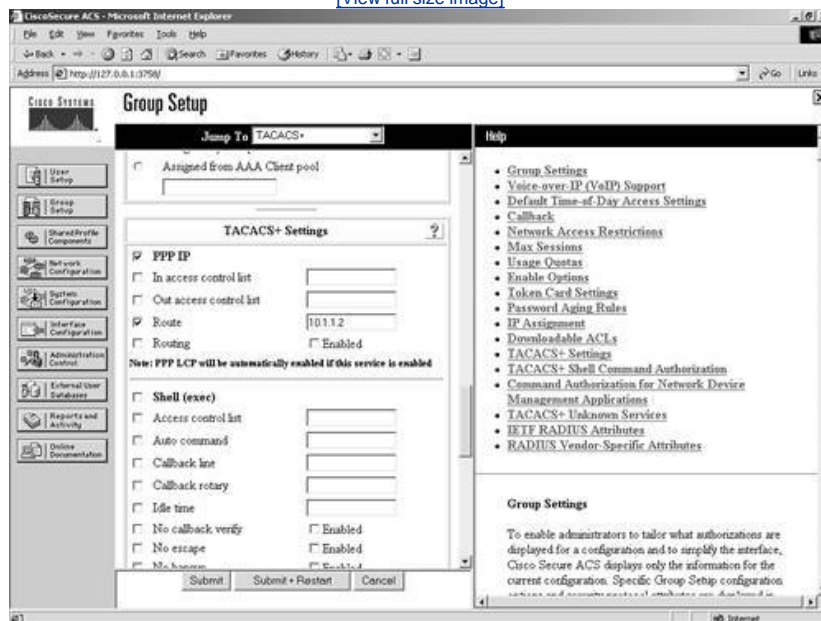 [View full size image]
CiscoSecure ACS - Microsoft Internet Explorer
File Edit View Favorites Tools Help
Back Search Favorites History
Address http://127.0.0.1:3758/ Go Links
CISCO SYSTEMS
Group Setup
Jump To TACACS+
User Setup
Group Setup
Shared Profile Components
Network Configuration
System Configuration
Interface Configuration
Administration Control
External User Databases
Reports and Activity
Online Documentation
Assigned from AAA Client pool
TACACS+ Settings ?
PPP IP
In access control list
Out access control list
Route 10.1.1.2
Routing Enabled
Note: PPP LCP will be automatically enabled if this service is enabled
Shell (exec)
Access control list
Auto command
Callback line
Callback rotary
Idle time
No callback verify Enabled
No escape Enabled
No hangup Enabled
Submit Submit + Restart Cancel
Help
Group Settings
Voice-over-IP (VoIP) Support
Default Time-of-Day Access Settings
Callback
Network Access Restrictions
Max Sessions
Usage Quotas
Enable Options
Token Card Settings
Password Aging Rules
IP Assignment
Downloadable ACLs
TACACS+ Settings
TACACS+ Shell Command Authorization
Command Authorization for Network Device
Management Applications
TACACS+ Unknown Services
IETF RADIUS Attributes
RADIUS Vendor-Specific Attributes
Group Settings
To enable administrators to tailor what authorizations are
displayed for a configuration and to simplify the interface,
Cisco Secure ACS displays only the information for the
current configuration. Specific Group Setup configuration
Internet